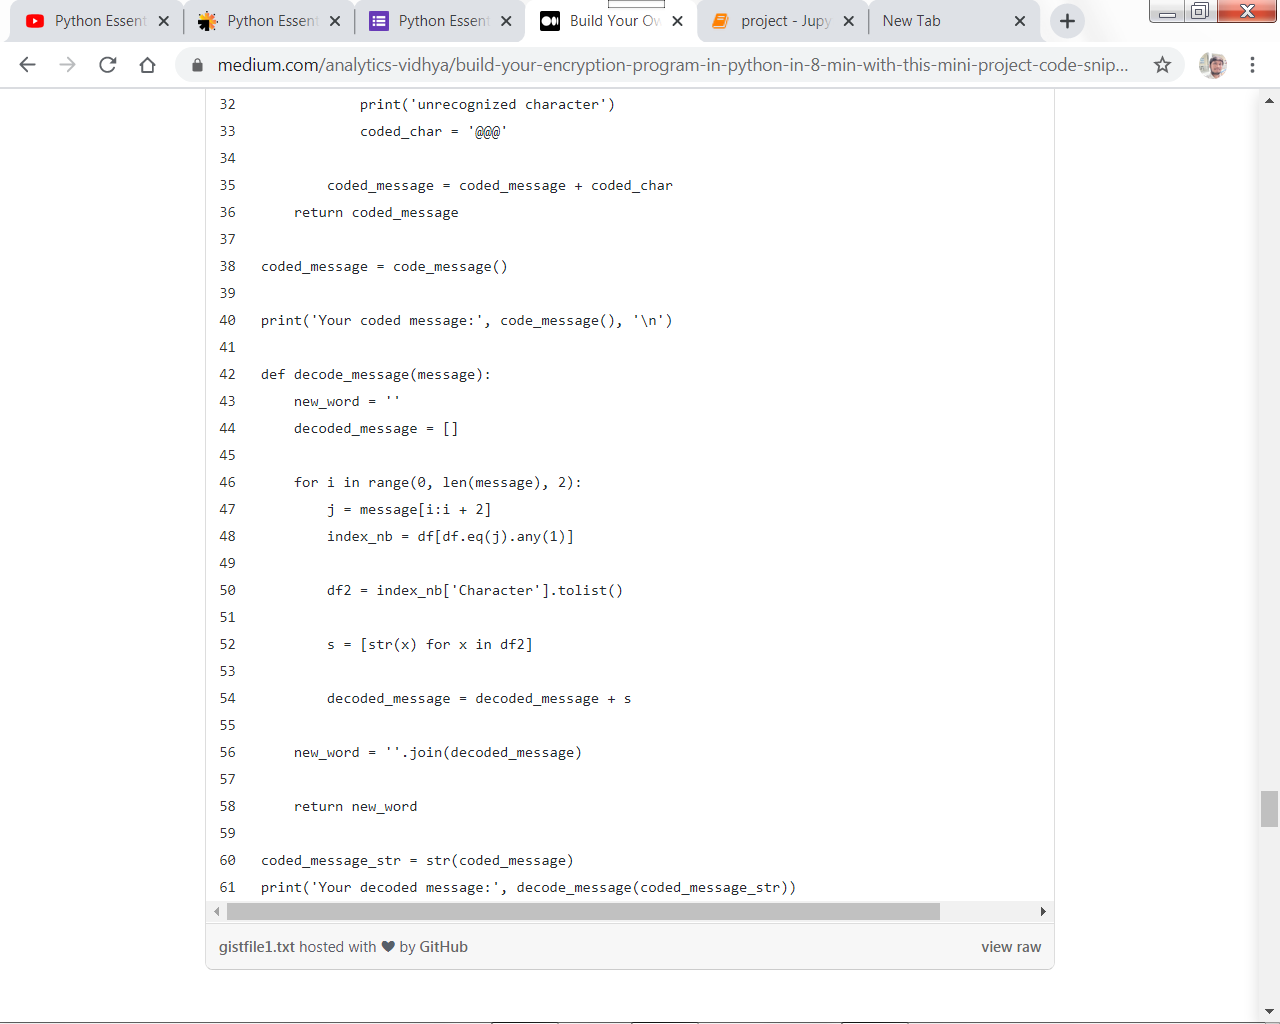 Python Essent
Python Essent
Python Essent
Build Your Ow
project - Jupy
New Tab
medium.com/analytics-vidhya/build-your-encryption-program-in-python-in-8-min-with-this-mini-project-code-snip...
32 print('unrecognized character')
33 coded_char = '@@@'
34
35 coded_message = coded_message + coded_char
36 return coded_message
37
38 coded_message = code_message()
39
40 print('Your coded message:', code_message(), '\n')
41
42 def decode_message(message):
43 new_word = ''
44 decoded_message = []
45
46 for i in range(0, len(message), 2):
47 j = message[i:i + 2]
48 index_nb = df[df.eq(j).any(1)]
49
50 df2 = index_nb['Character'].tolist()
51
52 s = [str(x) for x in df2]
53
54 decoded_message = decoded_message + s
55
56 new_word = ''.join(decoded_message)
57
58 return new_word
59
60 coded_message_str = str(coded_message)
61 print('Your decoded message:', decode_message(coded_message_str))
gistfile1.txt hosted with ❤ by GitHub
view raw